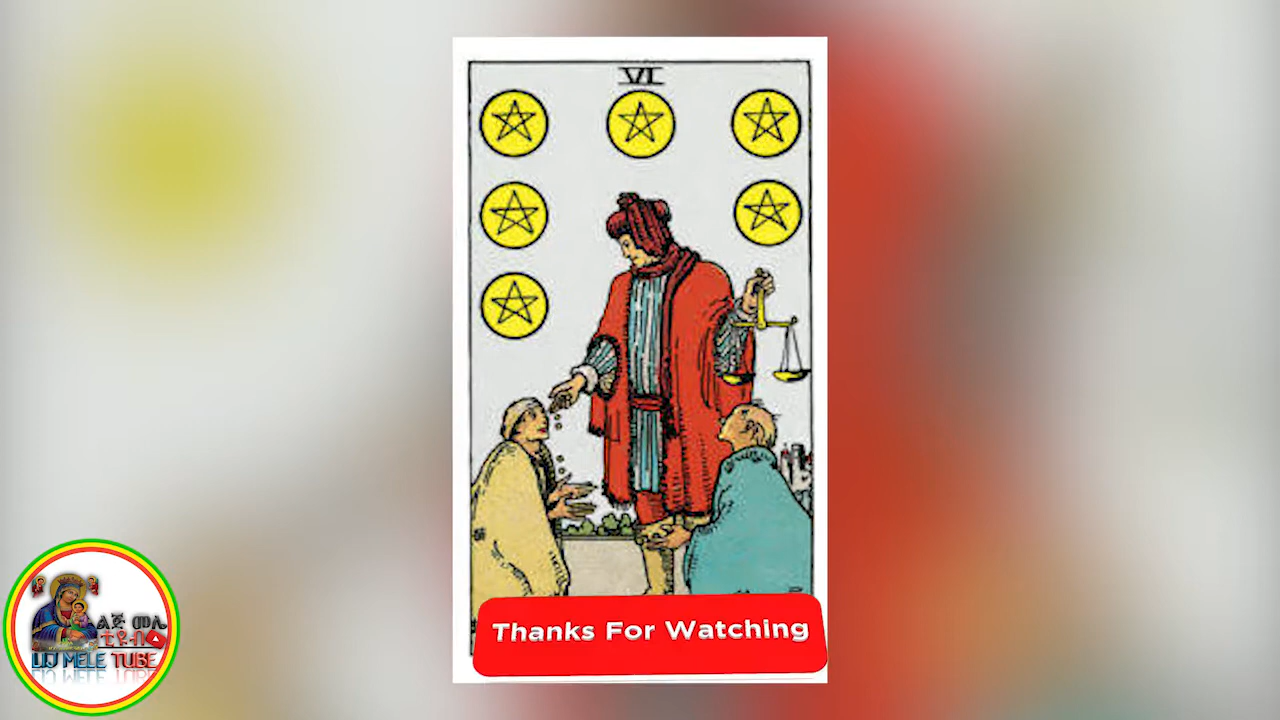 VI
Thanks For Watching
ልጅ መሌ
ቲዩብ
LIJ MELE TUBE